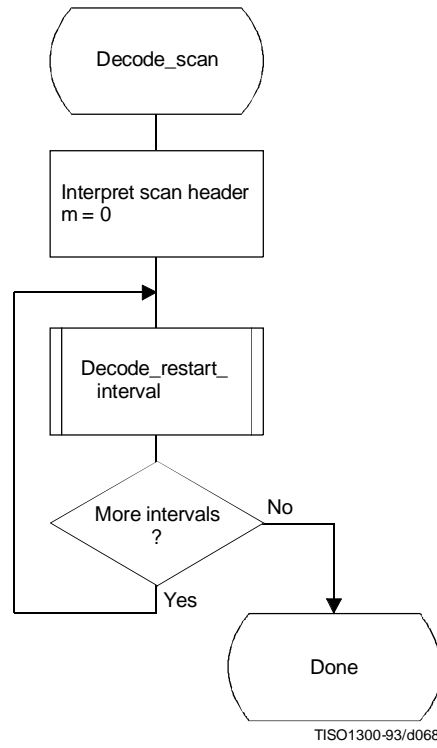 Decode_scan
Interpret scan header
m = 0
Decode_restart_
interval
More intervals
?
No
Yes
Done
TISO1300-93/d068